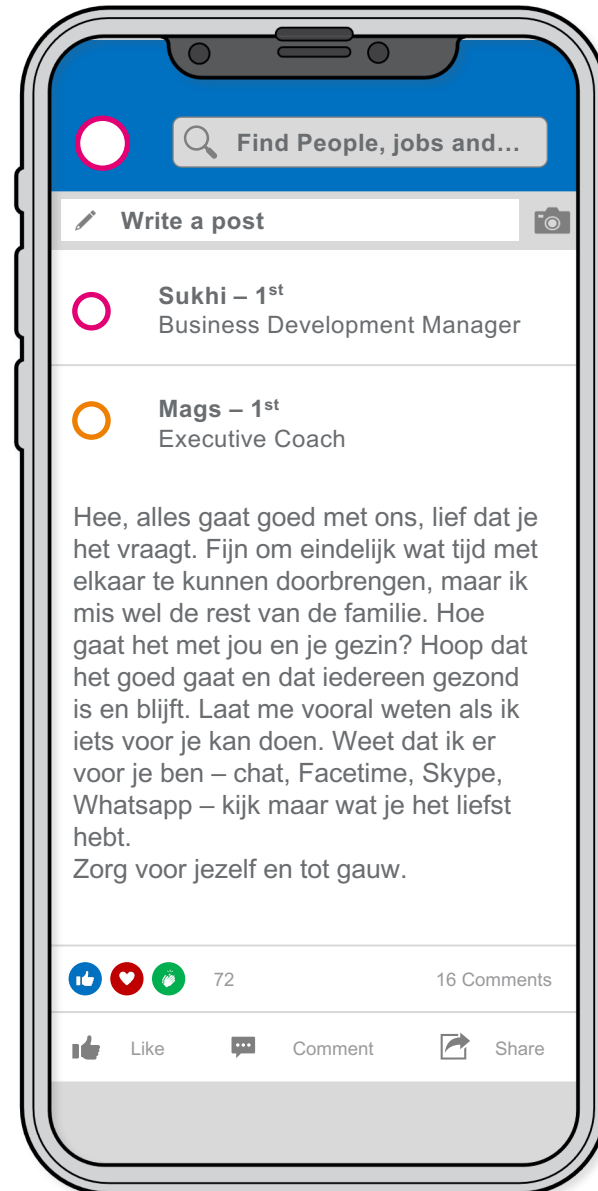 Find People, jobs and...
Write a post
Sukhi – 1st
Business Development Manager
Mags – 1st
Executive Coach
Hee, alles gaat goed met ons, lief dat je
het vraagt. Fijn om eindelijk wat tijd met
elkaar te kunnen doorbrengen, maar ik
mis wel de rest van de familie. Hoe
gaat het met jou en je gezin? Hoop dat
het goed gaat en dat iedereen gezond
is en blijft. Laat me vooral weten als ik
iets voor je kan doen. Weet dat ik er
voor je ben – chat, Facetime, Skype,
Whatsapp – kijk maar wat je het liefst
hebt.
Zorg voor jezelf en tot gauw.
72 16 Comments
Like Comment Share